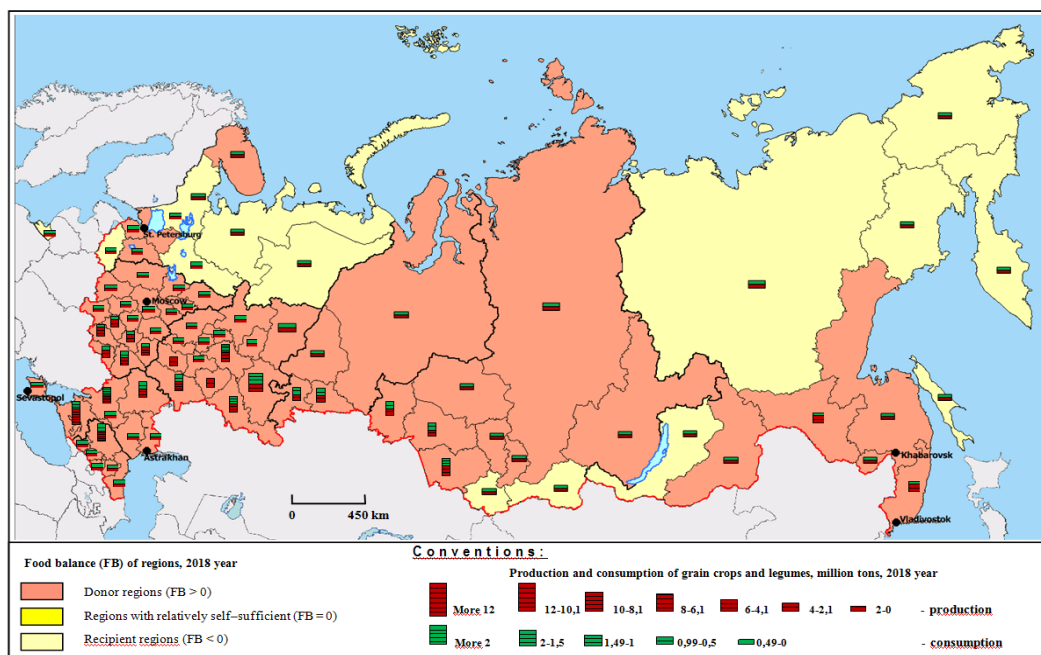 St. Petersburg
Moscow
Sevastopol
Astrakhan
Khabarovsk
Vladivostok
0 450 km
Conventions:
Food balance (FB) of regions, 2018 year
Donor regions (FB > 0)
Regions with relatively self–sufficient (FB = 0)
Recipient regions (FB < 0)
Production and consumption of grain crops and legumes, million tons, 2018 year
More 12 12-10,1 10-8,1 8-6,1 6-4,1 4-2,1 2-0 - production
More 2 2-1,5 1,49-1 0,99-0,5 0,49-0 - consumption